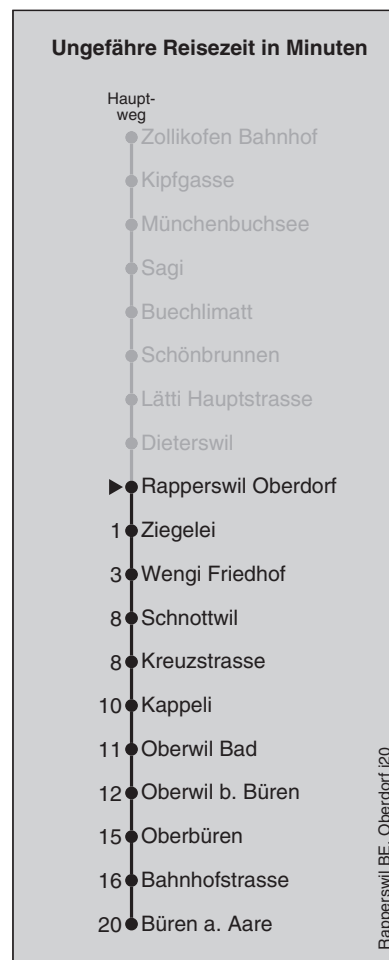 Ungefähre Reisezeit in Minuten
Haupt-
weg
Zollikofen Bahnhof
Kipfgasse
Münchenbuchsee
Sagi
Buechlimatt
Schönbrunnen
Lätti Hauptstrasse
Dieterswil
Rapperswil Oberdorf
1 Ziegelei
3 Wengi Friedhof
8 Schnottwil
8 Kreuzstrasse
10 Kappeli
11 Oberwil Bad
12 Oberwil b. Büren
15 Oberbüren
16 Bahnhofstrasse
20 Büren a. Aare
Rapperswil BE, Oberdorf j20